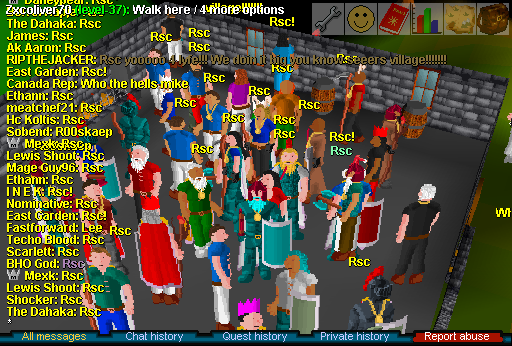 Zxcoliver70 (level-37): Walk here / 4 more options
The Dahaka: Rsc
James: Rsc
Ak Aaron: Rsc
RIPTHEJACKER: Rsc yoooo 4 lyfe!!! We doin it big you know seers village!!!!!!!
East Garden: Rsc!
Canada Rep: Who the hells mike
Ethann: Rsc
meatchef21: Rsc
Hc Koltis: Rsc
Sobend: R00skaep
Mexk: Rscp
Lewis Shoot: Rsc
Mage Guy96: Rsc
Ethann: Rsc
I N E K: Rsc!
Nominative: Rsc
East Garden: Rsc!
Fastforward: Lee
Techo Blood: Rsc
Scarlett: Rsc
BHO God: Rsc
Mexk: Rsc
Lewis Shoot: Rsc
Shocker: Rsc
The Dahaka: Rsc
*
Rsc!
Rsc
Rsc
Rsc
Rsc
Rsc
Rsc
Rsc
Rsc
Rsc!
Rsc
Rsc
Rsc
Rsc
Wh
All messages
Chat history
Quest history
Private history
Report abuse